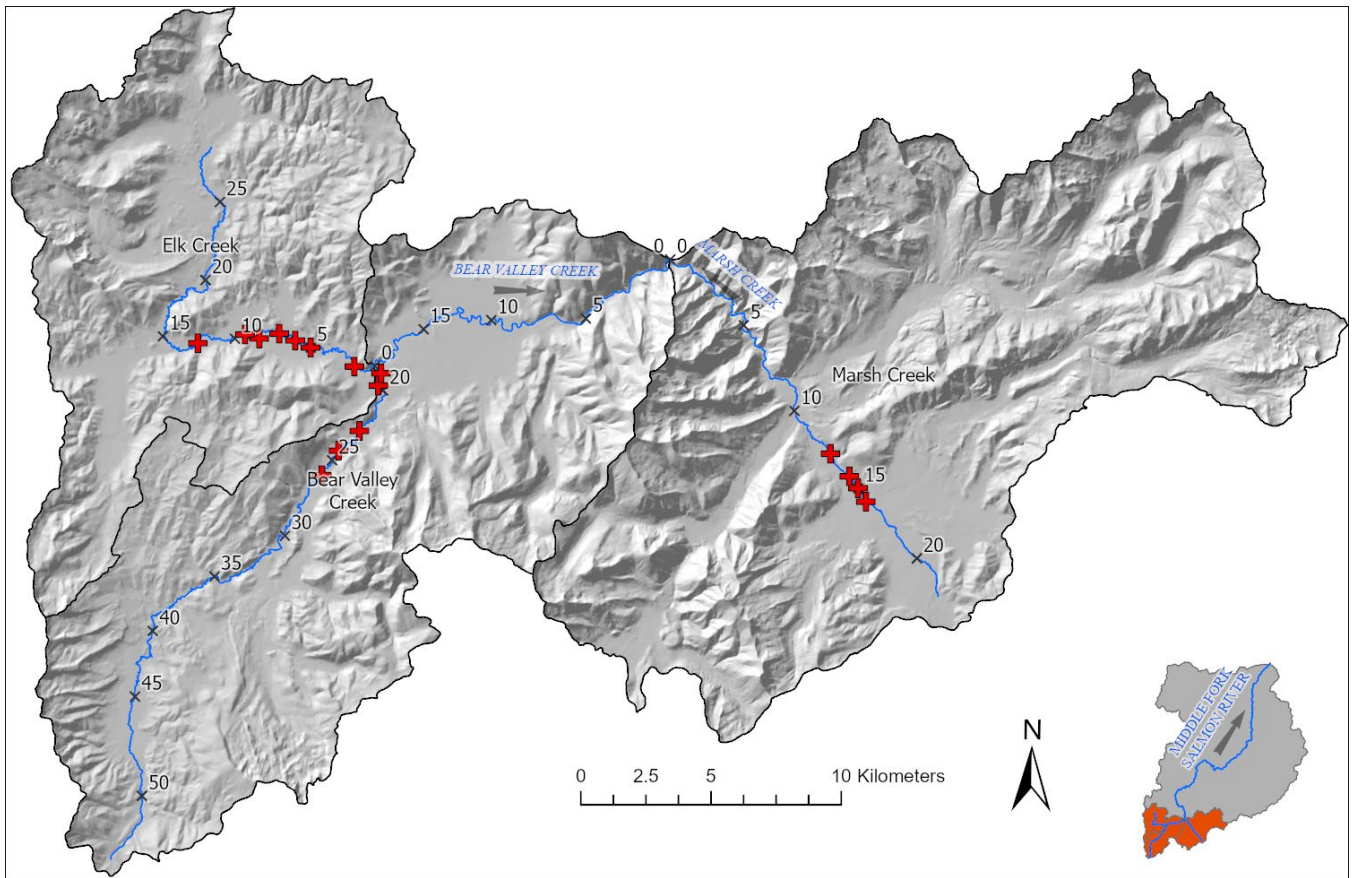 25
Elk Creek
20
15
10
5
0
20
25
Bear Valley
Creek
30
35
40
45
50
BEAR VALLEY CREEK
15
10
5
0
0
MARSH CREEK
5
Marsh Creek
10
15
20
N
0 2.5 5 10 Kilometers
MIDDLE FORK
SALMON RIVER